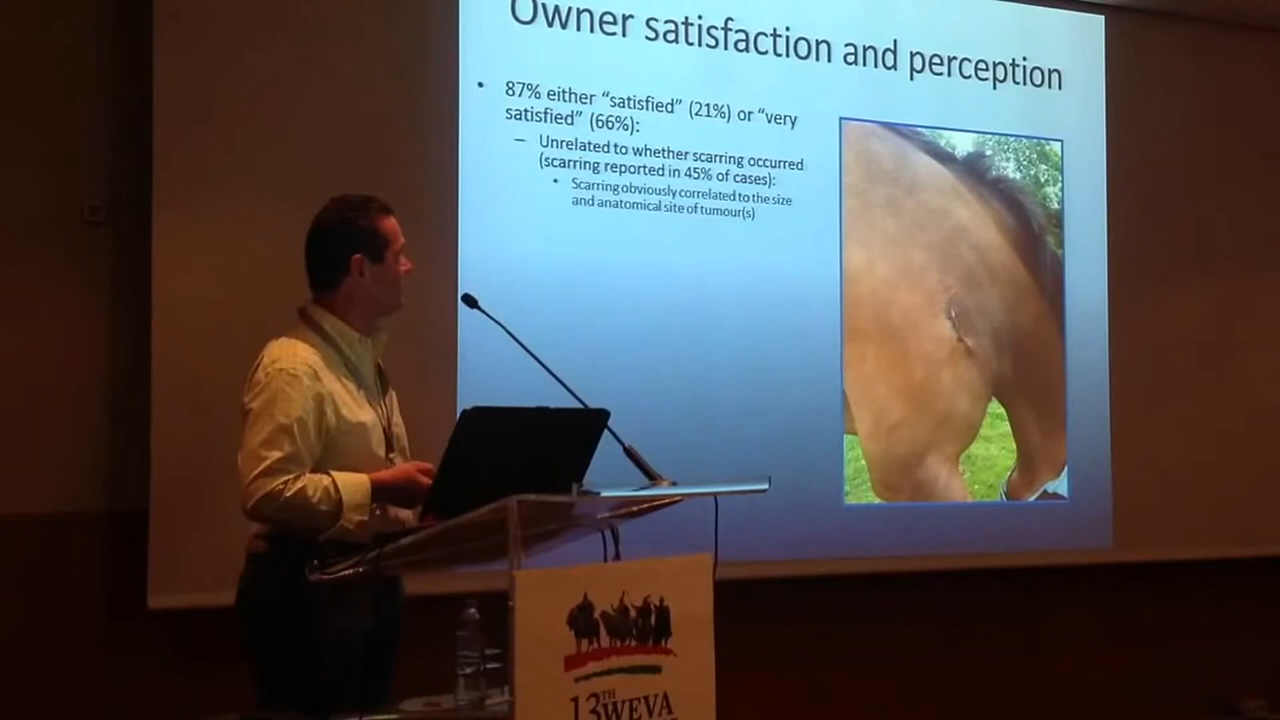 Owner satisfaction and perception
• 87% either “satisfied” (21%) or “very
satisfied” (66%):
– Unrelated to whether scarring occurred
(scarring reported in 45% of cases):
• Scarring obviously correlated to the size
and anatomical site of tumour(s)
13TH WEVA